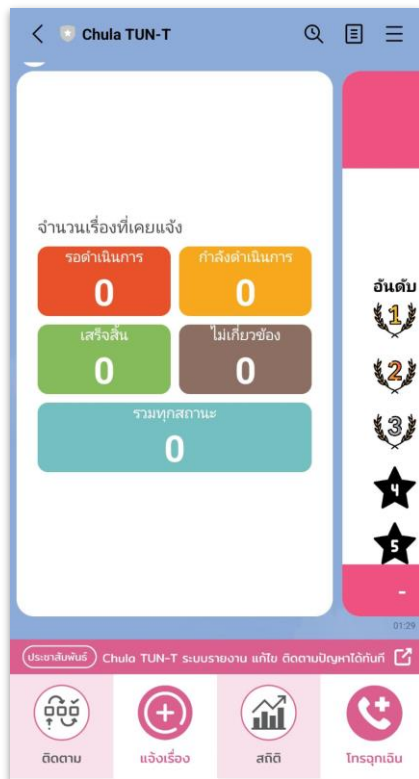 Chula TUN-T
จำนวนเรื่องที่เคยแจ้ง
รอดำเนินการ
0
กำลังดำเนินการ
0
เสร็จสิ้น
0
ไม่เกี่ยวข้อง
0
รวมทุกสถานะ
0
อันดับ
1
2
3
4
5
-
01:29
ประชาสัมพันธ์ Chula TUN-T ระบบรายงาน แก้ไข ติดตามปัญหาได้ทันที
ติดตาม
แจ้งเรื่อง
สถิติ
โทรฉุกเฉิน